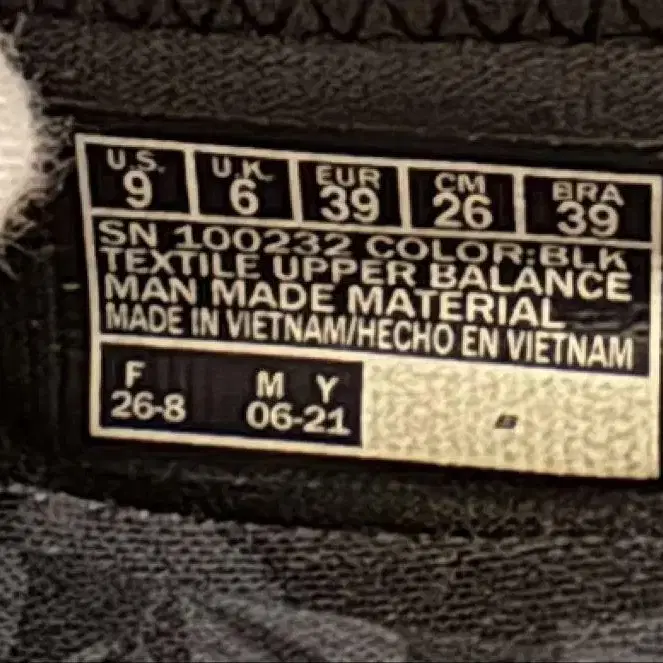 U.S. U.K. EUR CM BRA
9 6 39 26 39
SN 100232 COLOR:BLK
TEXTILE UPPER BALANCE
MAN MADE MATERIAL
MADE IN VIETNAM/HECHO EN VIETNAM
F M Y
26-8 06-21